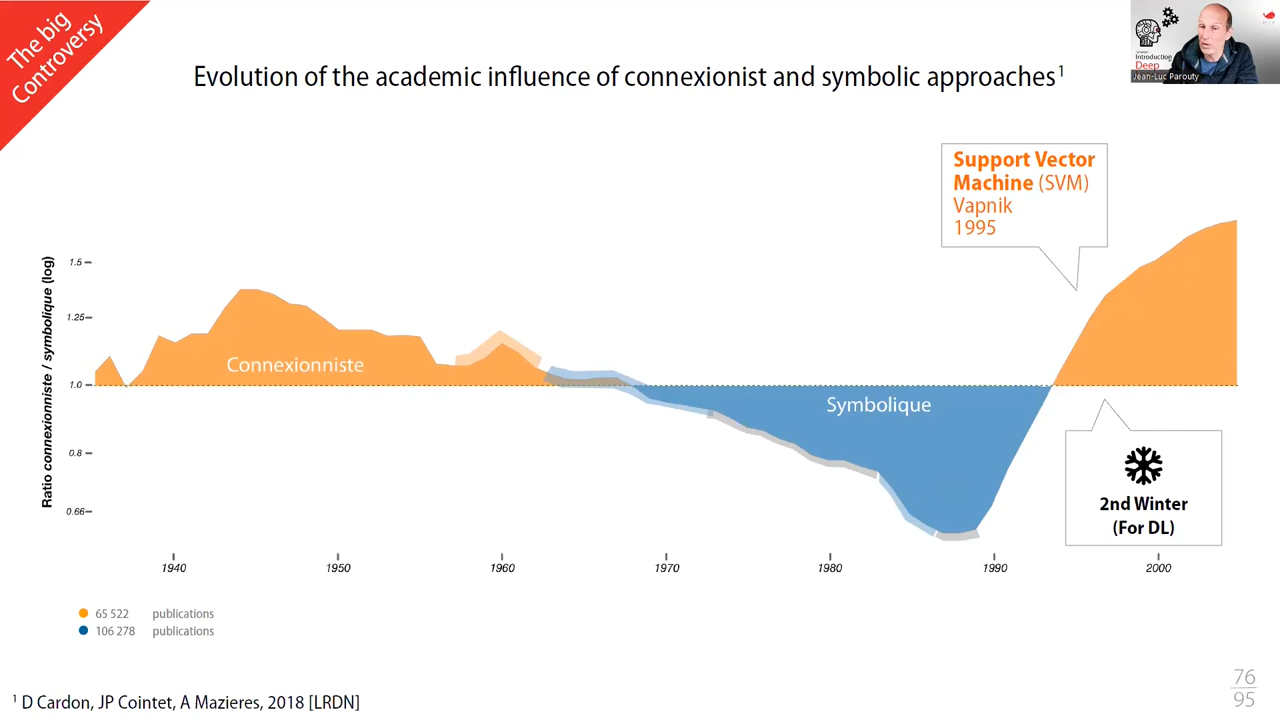 The big
Controversy
Evolution of the academic influence of connexionist and symbolic approaches¹
Introduction
Deep
Jean-Luc Parouty
Support Vector
Machine (SVM)
Vapnik
1995
Ratio connexionniste / symbolique (log)
1.5
1.25
1.0
0.8
0.66
Connexionniste
Symbolique
2nd Winter
(For DL)
1940 1950 1960 1970 1980 1990 2000
65 522 publications
106 278 publications
¹ D Cardon, JP Cointet, A Mazieres, 2018 [LRDN]
76
95